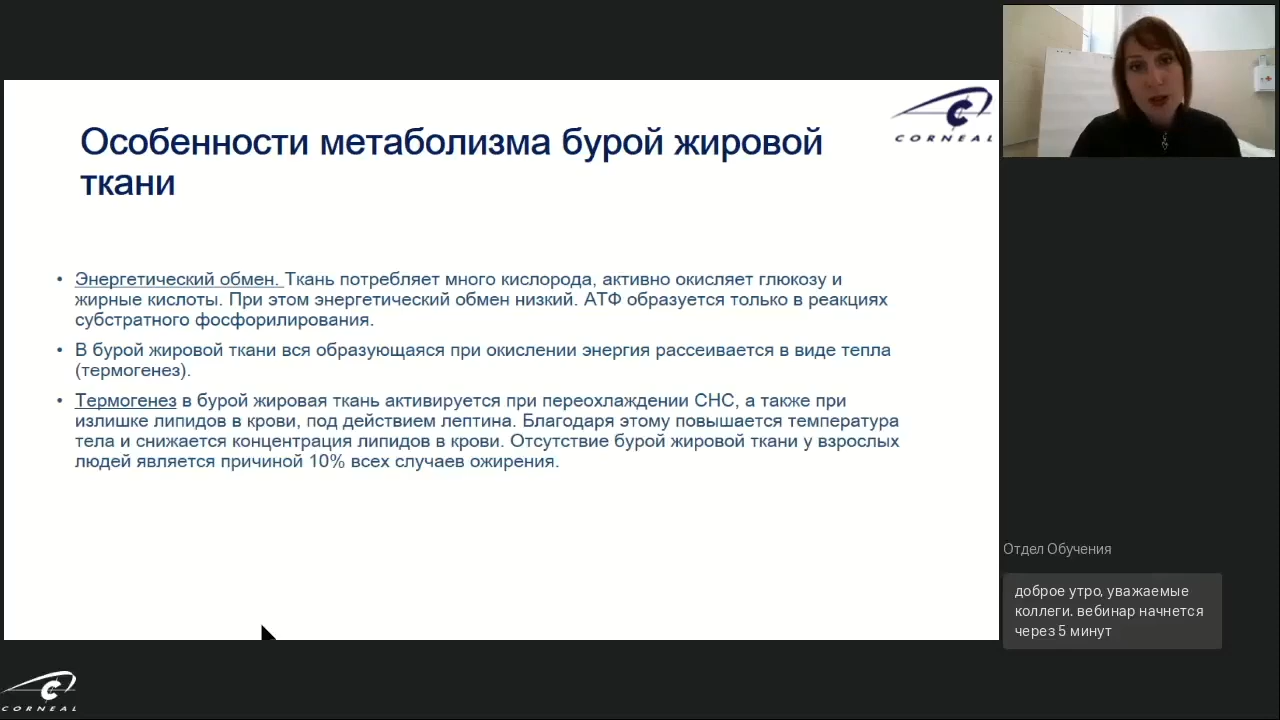 CORNEAL
Особенности метаболизма бурой жировой
ткани
• Энергетический обмен. Ткань потребляет много кислорода, активно окисляет глюкозу и
жирные кислоты. При этом энергетический обмен низкий. АТФ образуется только в реакциях
субстратного фосфорилирования.
• В бурой жировой ткани вся образующаяся при окислении энергия рассеивается в виде тепла
(термогенез).
• Термогенез в бурой жировая ткань активируется при переохлаждении СНС, а также при
излишке липидов в крови, под действием лептина. Благодаря этому повышается температура
тела и снижается концентрация липидов в крови. Отсутствие бурой жировой ткани у взрослых
людей является причиной 10% всех случаев ожирения.
Отдел Обучения
доброе утро, уважаемые
коллеги. вебинар начнется
через 5 минут
CORNEAL